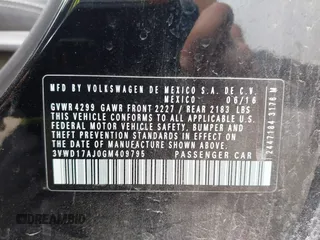 MFD BY VOLKSWAGEN DE MEXICO S.A. DE C.V.
MEXICO 06/16
GVWR 4299 GAWR FRONT 2227 / REAR 2183 LBS
THIS VEHICLE CONFORMS TO ALL APPLICABLE U.S.
FEDERAL MOTOR VEHICLE SAFETY, BUMPER AND
THEFT PREVENTION STANDARDS IN EFFECT ON THE
DATE OF MANUFACTURE SHOWN ABOVE.
3VWD17AJ0GM409795 PASSENGER CAR
DREAMBID